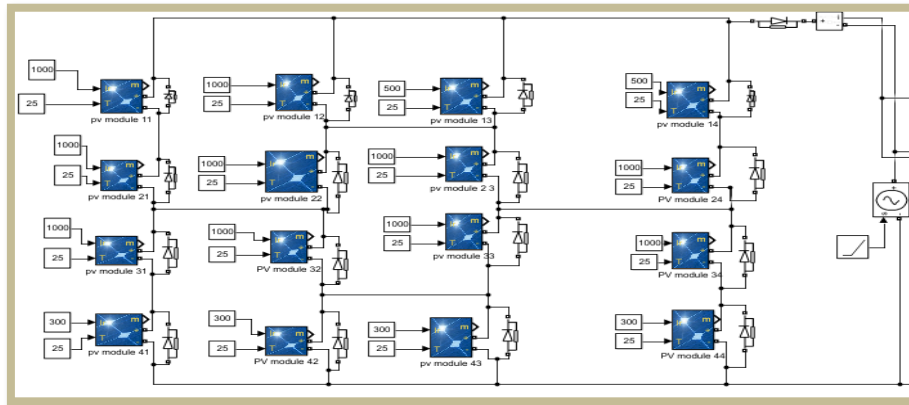 1000
25
pv module 11
1000
25
pv module 12
500
25
pv module 13
500
25
pv module 14
1000
25
pv module 21
1000
25
pv module 22
1000
25
pv module 2 3
1000
25
PV module 24
1000
25
pv module 31
1000
25
PV module 32
1000
25
pv module 33
1000
25
PV module 34
300
25
pv module 41
300
25
PV module 42
300
25
pv module 43
300
25
PV module 44